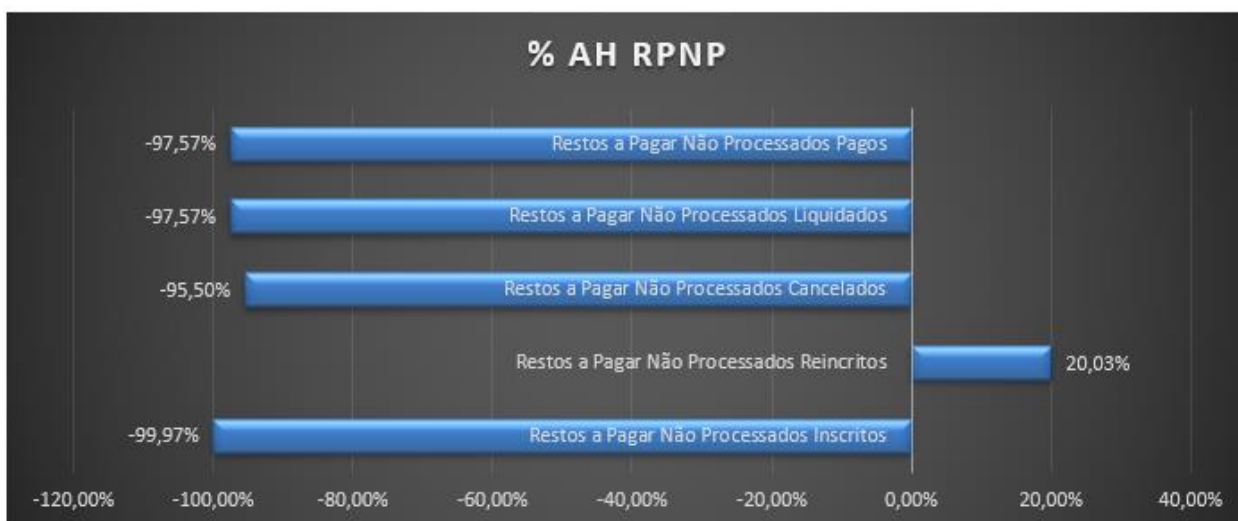 % AH RPNP
-97,57% Restos a Pagar Não Processados Pagos
-97,57% Restos a Pagar Não Processados Liquidados
-95,50% Restos a Pagar Não Processados Cancelados
Restos a Pagar Não Processados Reincritos 20,03%
-99,97% Restos a Pagar Não Processados Inscritos
-120,00% -100,00% -80,00% -60,00% -40,00% -20,00% 0,00% 20,00% 40,00%